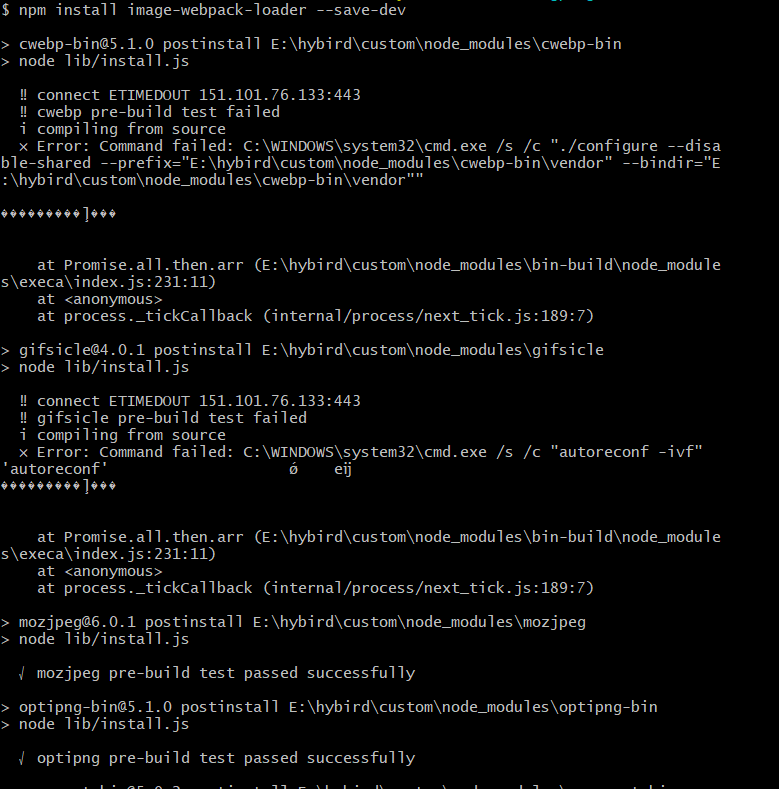 $ npm install image-webpack-loader --save-dev
> cwebp-bin@5.1.0 postinstall E:\hybird\custom\node_modules\cwebp-bin
> node lib/install.js
‼ connect ETIMEDOUT 151.101.76.133:443
‼ cwebp pre-build test failed
i compiling from source
× Error: Command failed: C:\WINDOWS\system32\cmd.exe /s /c "./configure --disa
ble-shared --prefix="E:\hybird\custom\node_modules\cwebp-bin\vendor" --bindir="E
:\hybird\custom\node_modules\cwebp-bin\vendor""
���������ļ���
at Promise.all.then.arr (E:\hybird\custom\node_modules\bin-build\node_module
s\execa\index.js:231:11)
at <anonymous>
at process._tickCallback (internal/process/next_tick.js:189:7)
> gifsicle@4.0.1 postinstall E:\hybird\custom\node_modules\gifsicle
> node lib/install.js
‼ connect ETIMEDOUT 151.101.76.133:443
‼ gifsicle pre-build test failed
i compiling from source
× Error: Command failed: C:\WINDOWS\system32\cmd.exe /s /c "autoreconf -ivf"
'autoreconf'
at Promise.all.then.arr (E:\hybird\custom\node_modules\bin-build\node_module
s\execa\index.js:231:11)
at <anonymous>
at process._tickCallback (internal/process/next_tick.js:189:7)
> mozjpeg@6.0.1 postinstall E:\hybird\custom\node_modules\mozjpeg
> node lib/install.js
√ mozjpeg pre-build test passed successfully
> optipng-bin@5.1.0 postinstall E:\hybird\custom\node_modules\optipng-bin
> node lib/install.js
√ optipng pre-build test passed successfully